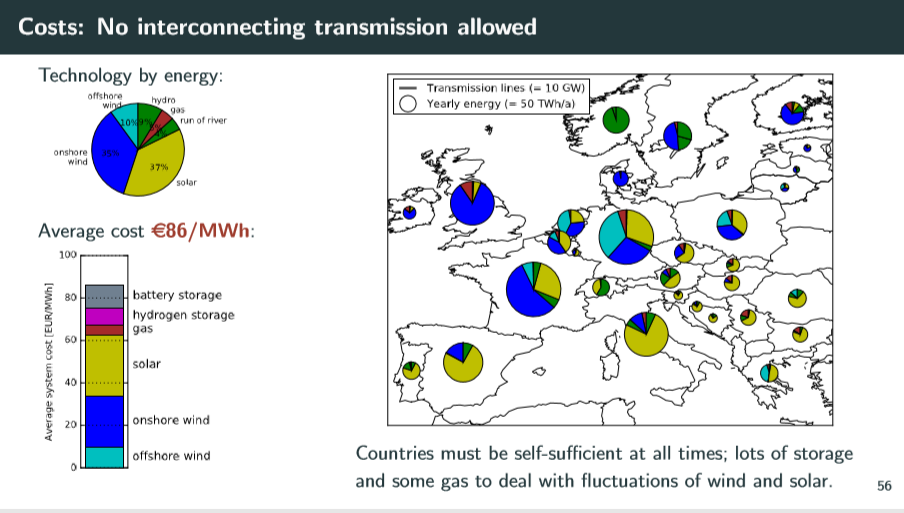 Costs: No interconnecting transmission allowed
Technology by energy:
offshore
wind
hydro
gas
run of river
10%
9%
37%
onshore
wind
solar
Average cost €86/MWh:
Average system cost [EUR/MWh]
100
80
60
40
20
0
battery storage
hydrogen storage
gas
solar
onshore wind
offshore wind
Transmission lines (= 10 GW)
Yearly energy (= 50 TWh/a)
Countries must be self-sufficient at all times; lots of storage
and some gas to deal with fluctuations of wind and solar.
56